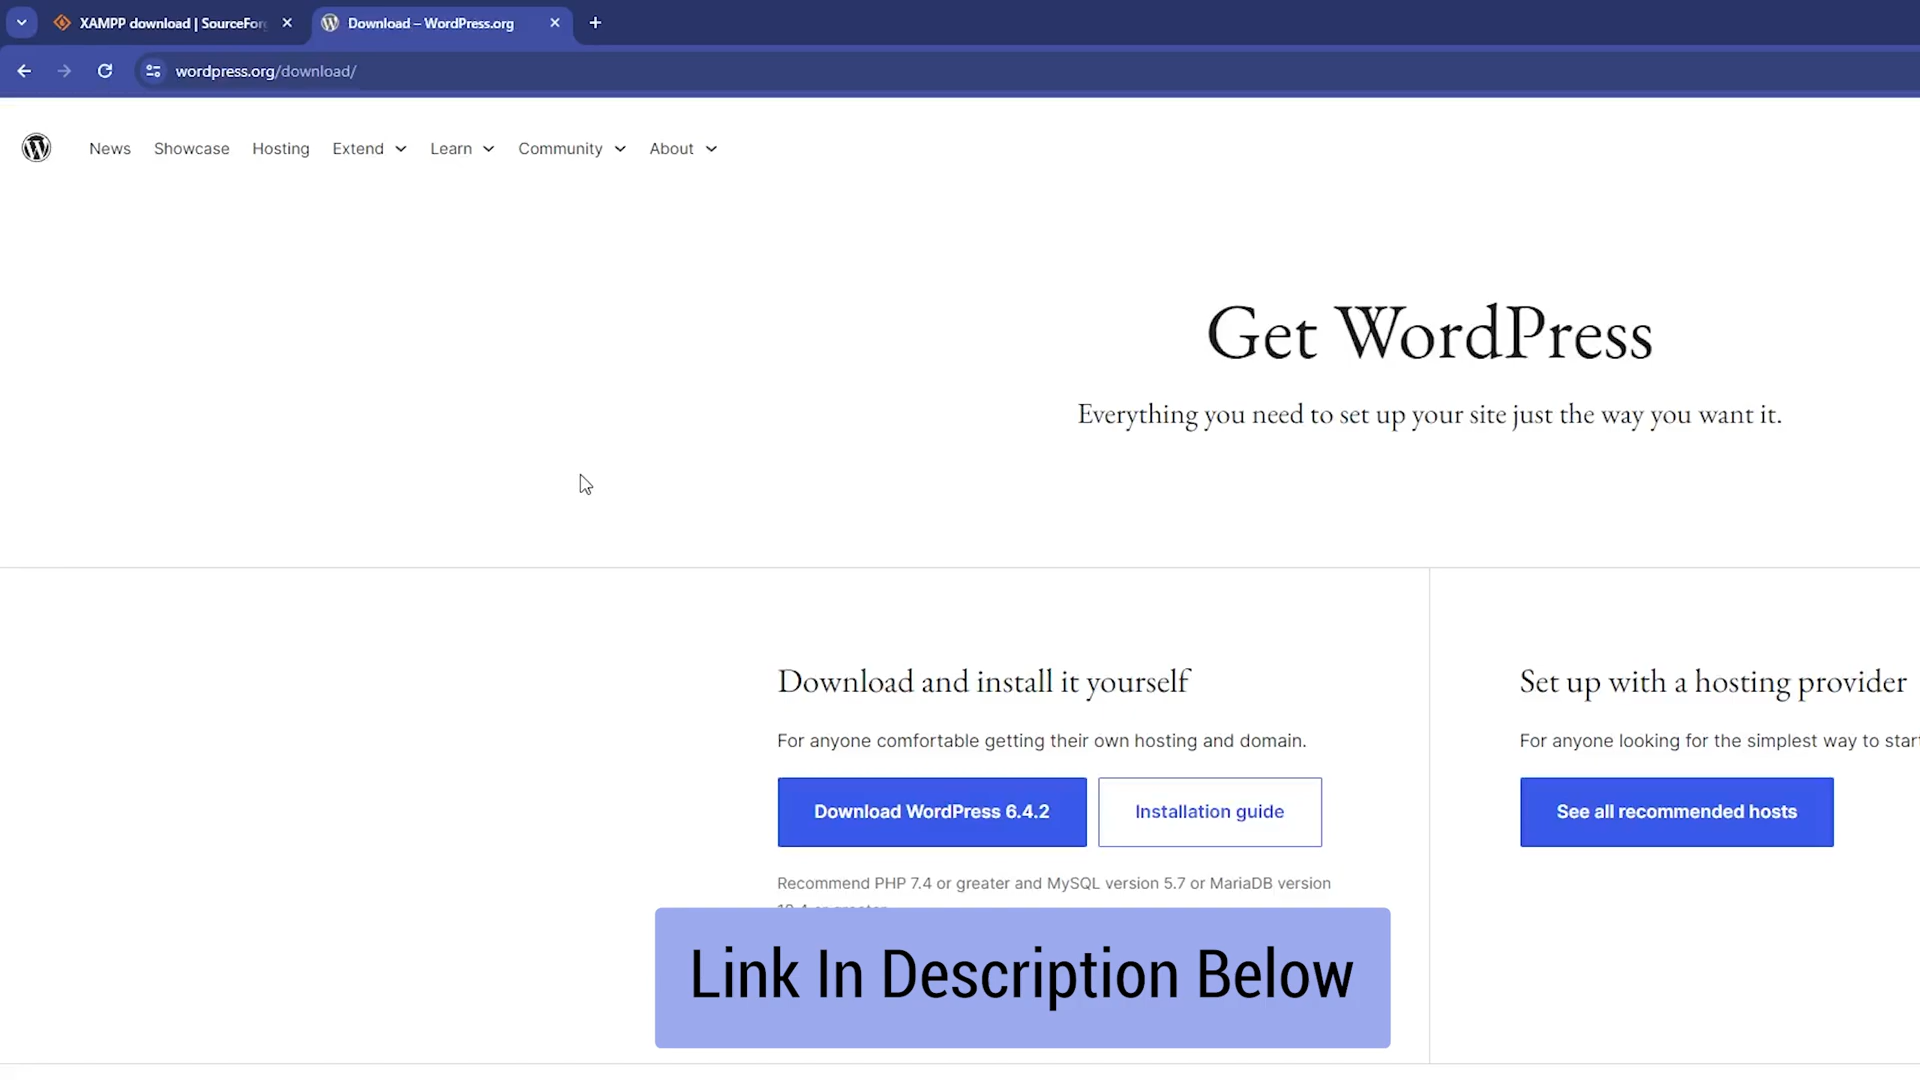 XAMPP download | SourceForg
Download – WordPress.org
wordpress.org/download/
News Showcase Hosting Extend Learn Community About
Get WordPress
Everything you need to set up your site just the way you want it.
Download and install it yourself
For anyone comfortable getting their own hosting and domain.
Download WordPress 6.4.2
Installation guide
Recommend PHP 7.4 or greater and MySQL version 5.7 or MariaDB version
Set up with a hosting provider
For anyone looking for the simplest way to start
See all recommended hosts
Link In Description Below